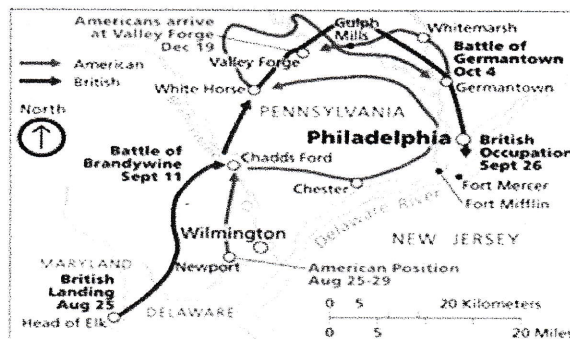 Americans arrive
at Valley Forge
Dec 19
Gulph
Mills
Whitemarsh
American
British
Valley Forge
Battle of
Germantown
Oct 4
North
White Horse
Germantown
PENNSYLVANIA
Philadelphia
British
Occupation
Sept 26
Battle of
Brandywine
Sept 11
Chadds Ford
Chester
Fort Mercer
Fort Mifflin
Delaware River
Wilmington
NEW JERSEY
MARYLAND
Newport
American Position
Aug 25-29
British
Landing
Aug 25
Head of Elk
DELAWARE
0 5 20 Kilometers
0 5 20 Miles